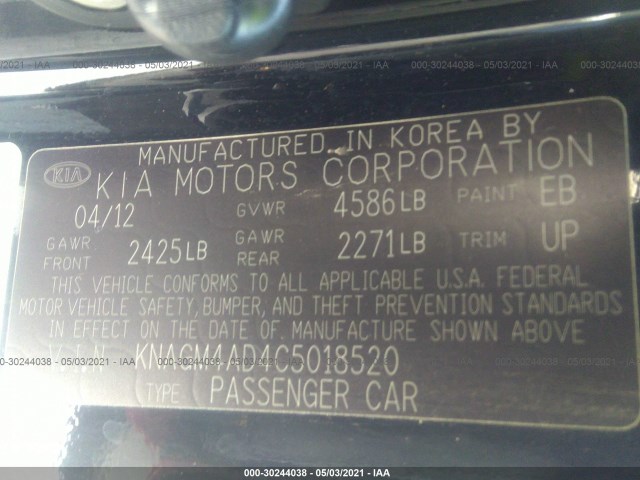 000-30244038 - 05/03/2021 - IAA
MANUFACTURED IN KOREA BY
KIA KIA MOTORS CORPORATION
04/12 GVWR 4586LB PAINT EB
GAWR FRONT 2425LB GAWR REAR 2271LB TRIM UP
THIS VEHICLE CONFORMS TO ALL APPLICABLE U.S.A. FEDERAL
MOTOR VEHICLE SAFETY, BUMPER, AND THEFT PREVENTION STANDARDS
IN EFFECT ON THE DATE OF MANUFACTURE SHOWN ABOVE
V.I.N. KNAGM4AD4C5018520
TYPE PASSENGER CAR
000-30244038 - 05/03/2021 - IAA